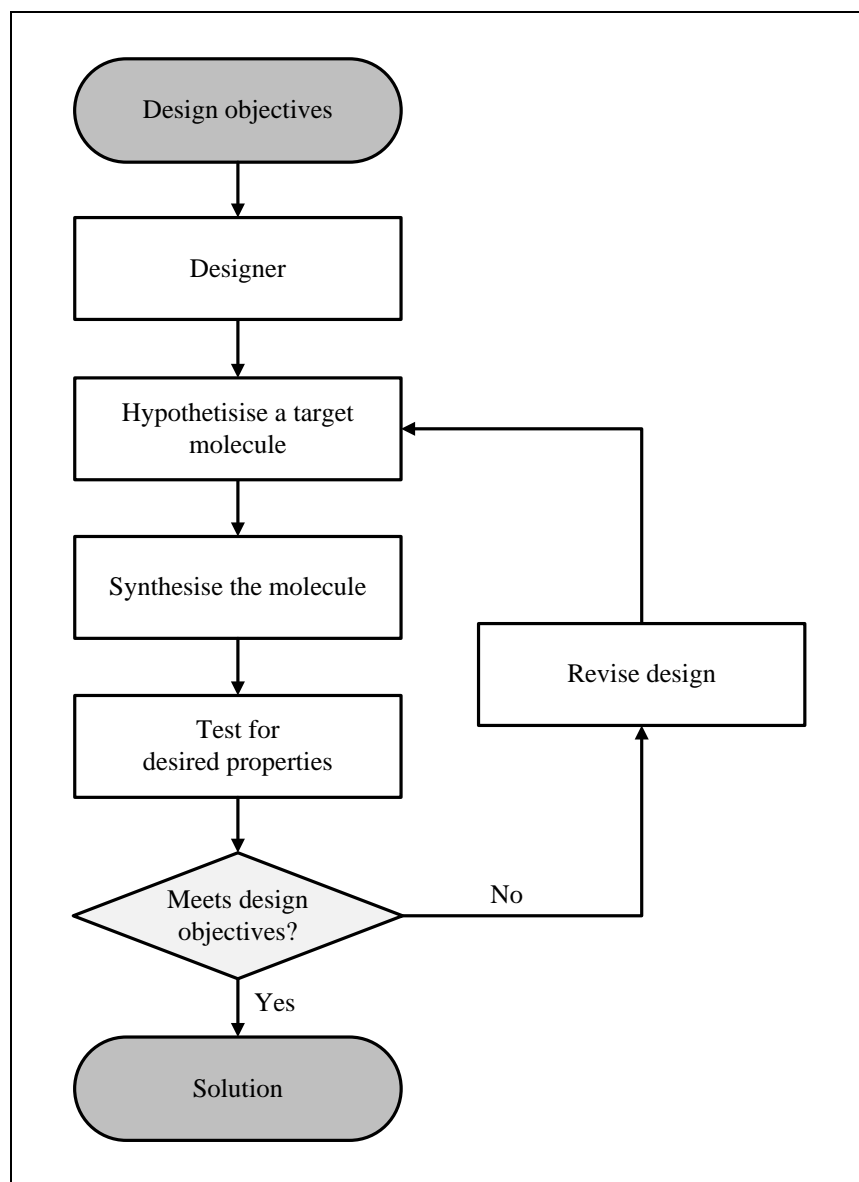 Design objectives
Designer
Hypothetisise a target
molecule
Synthesise the molecule
Revise design
Test for
desired properties
Meets design
objectives?
No
Yes
Solution